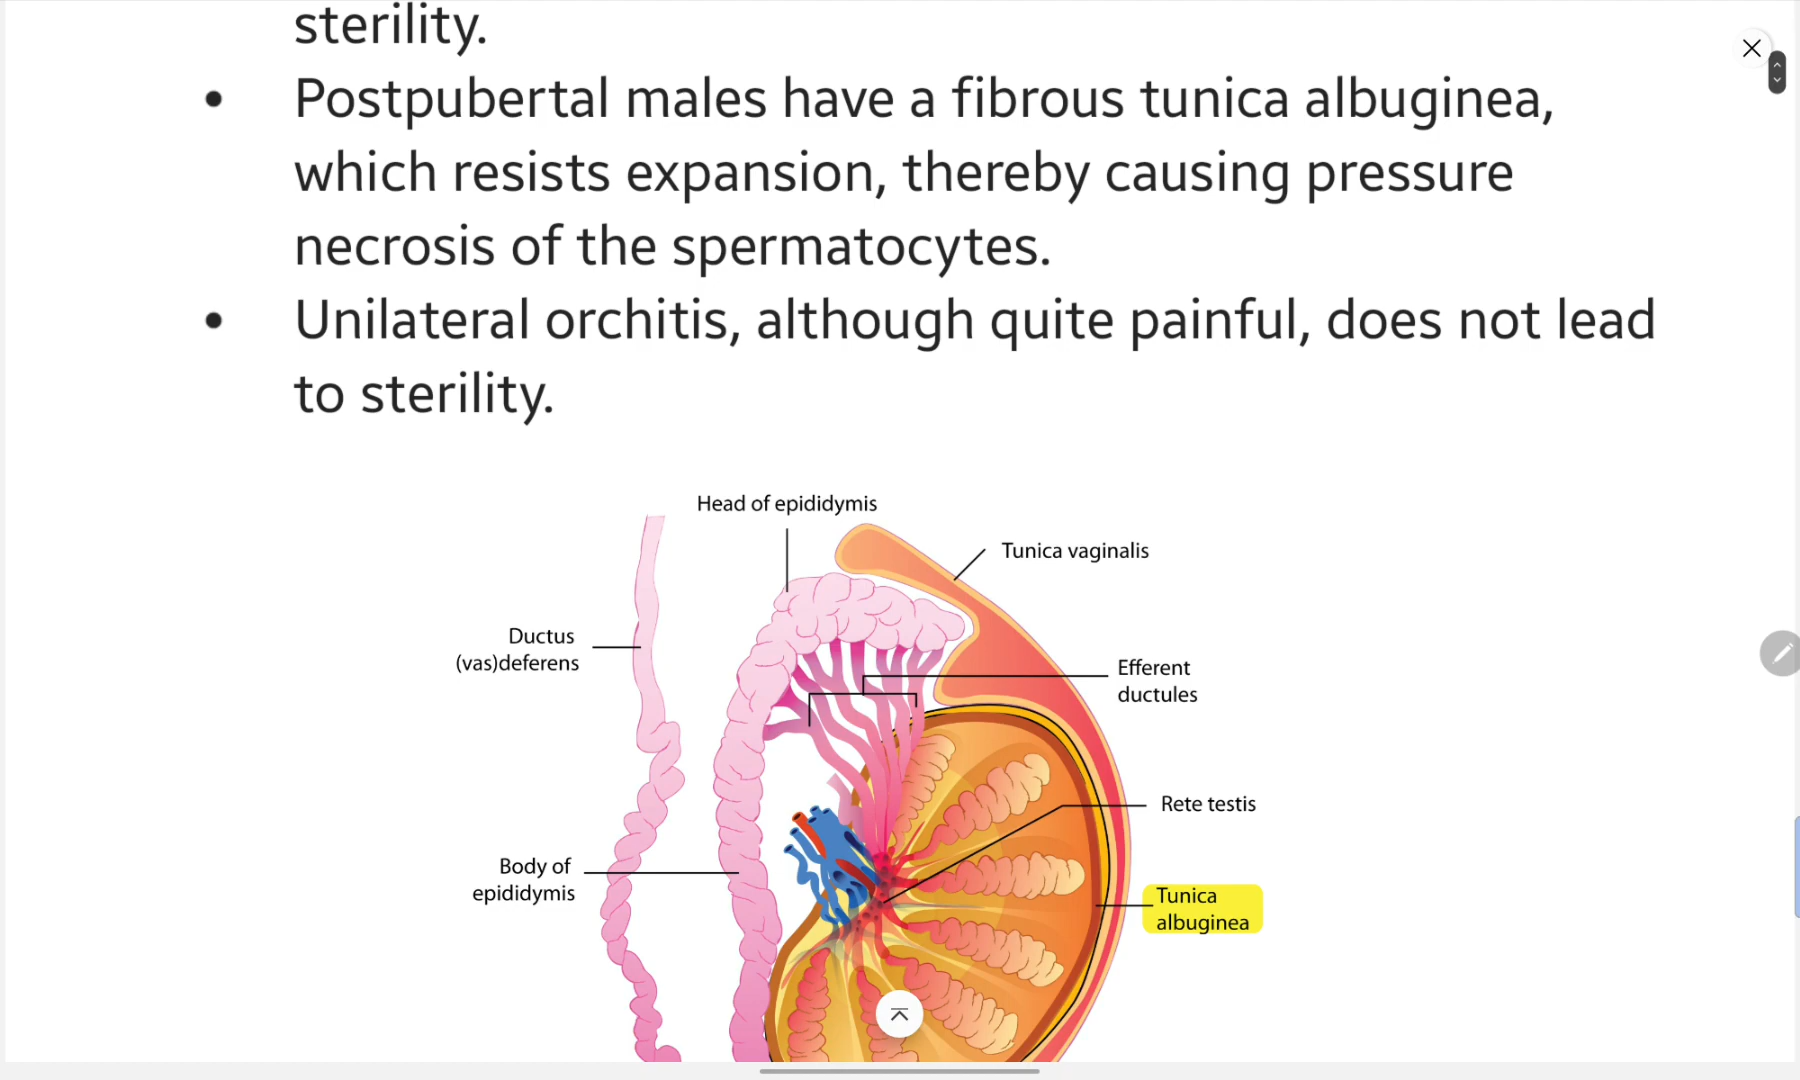 sterility.
• Postpubertal males have a fibrous tunica albuginea,
which resists expansion, thereby causing pressure
necrosis of the spermatocytes.
• Unilateral orchitis, although quite painful, does not lead
to sterility.
Head of epididymis
Tunica vaginalis
Ductus
(vas)deferens
Efferent
ductules
Rete testis
Body of
epididymis
Tunica
albuginea